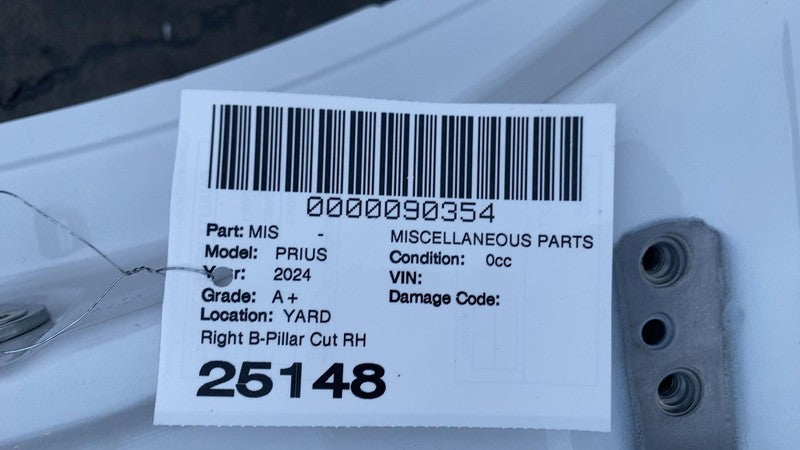 0000090354
Part: MIS - MISCELLANEOUS PARTS
Model: PRIUS Condition: 0cc
Year: 2024 VIN:
Grade: A+ Damage Code:
Location: YARD
Right B-Pillar Cut RH
25148